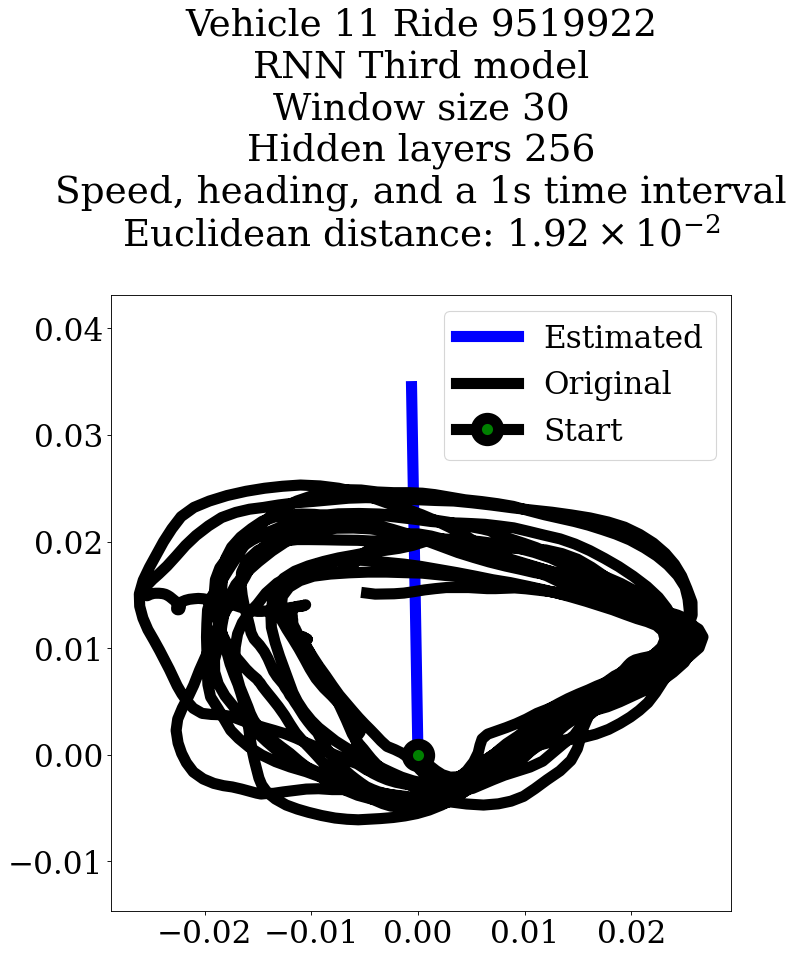 Vehicle 11 Ride 9519922
RNN Third model
Window size 30
Hidden layers 256
Speed, heading, and a 1s time interval
Euclidean distance: 1.92 × 10⁻²
Estimated
Original
Start
0.04
0.03
0.02
0.01
0.00
−0.01
−0.02 −0.01 0.00 0.01 0.02